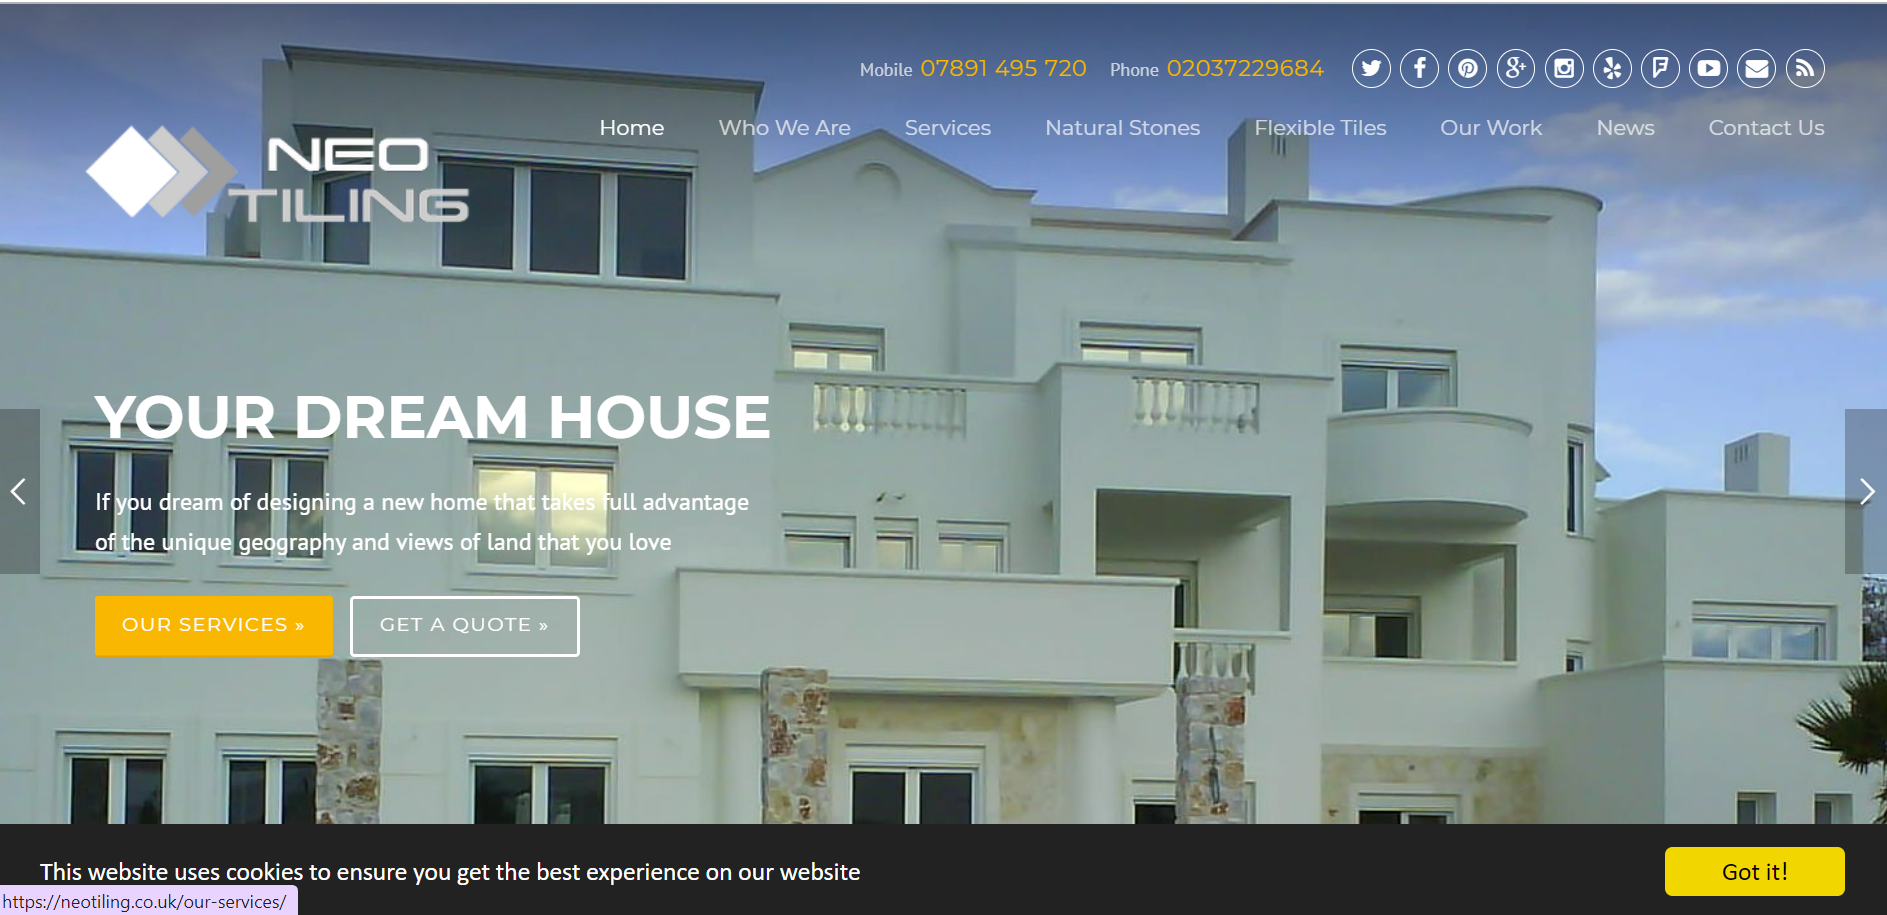 Mobile 07891 495 720 Phone 02037229684
Home Who We Are Services Natural Stones Flexible Tiles Our Work News Contact Us
NEO
TILING
YOUR DREAM HOUSE
If you dream of designing a new home that takes full advantage
of the unique geography and views of land that you love
OUR SERVICES » GET A QUOTE »
This website uses cookies to ensure you get the best experience on our website
Got it!
https://neotiling.co.uk/our-services/